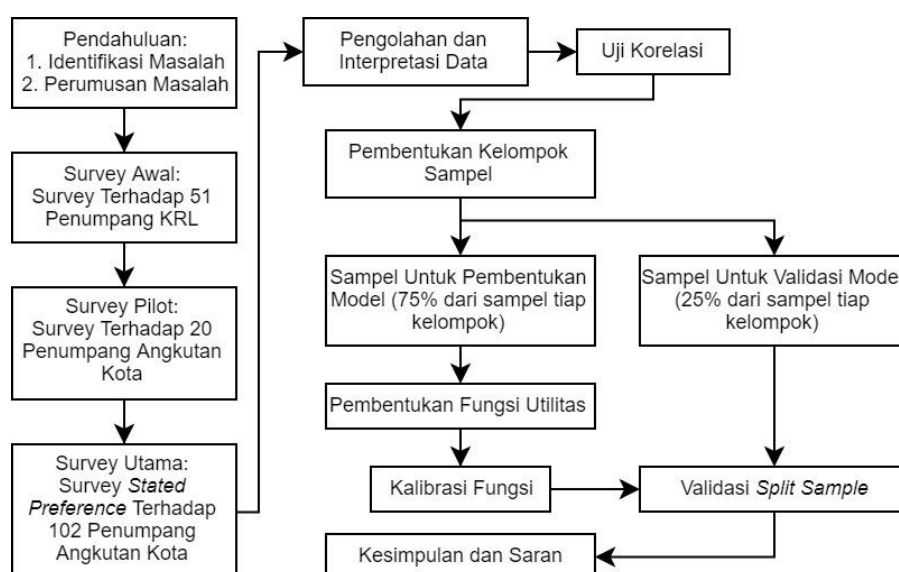 Pendahuluan:
1. Identifikasi Masalah
2. Perumusan Masalah
Survey Awal:
Survey Terhadap 51
Penumpang KRL
Survey Pilot:
Survey Terhadap 20
Penumpang Angkutan
Kota
Survey Utama:
Survey Stated
Preference Terhadap
102 Penumpang
Angkutan Kota
Pengolahan dan
Interpretasi Data
Uji Korelasi
Pembentukan Kelompok
Sampel
Sampel Untuk Pembentukan
Model (75% dari sampel tiap
kelompok)
Sampel Untuk Validasi Model
(25% dari sampel tiap
kelompok)
Pembentukan Fungsi Utilitas
Kalibrasi Fungsi
Validasi Split Sample
Kesimpulan dan Saran